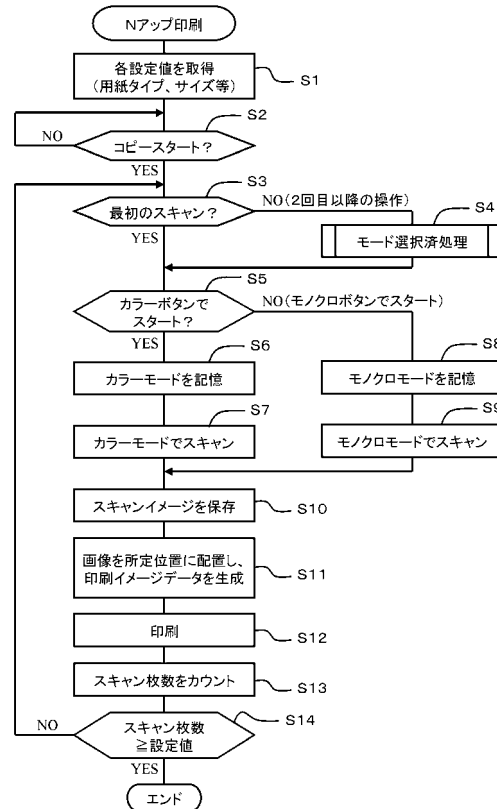 Nアップ印刷
各設定値を取得
（用紙タイプ、サイズ等）
S1
S2
NO
コピースタート？
YES
S3
最初のスキャン？
NO（2回目以降の操作）
S4
YES
モード選択済処理
S5
カラーボタンで
スタート？
NO（モノクロボタンでスタート）
YES
S6
S8
カラーモードを記憶
モノクロモードを記憶
S7
S9
カラーモードでスキャン
モノクロモードでスキャン
スキャンイメージを保存
S10
画像を所定位置に配置し、
印刷イメージデータを生成
S11
印刷
S12
スキャン枚数をカウント
S13
S14
NO
スキャン枚数
≧設定値
YES
エンド